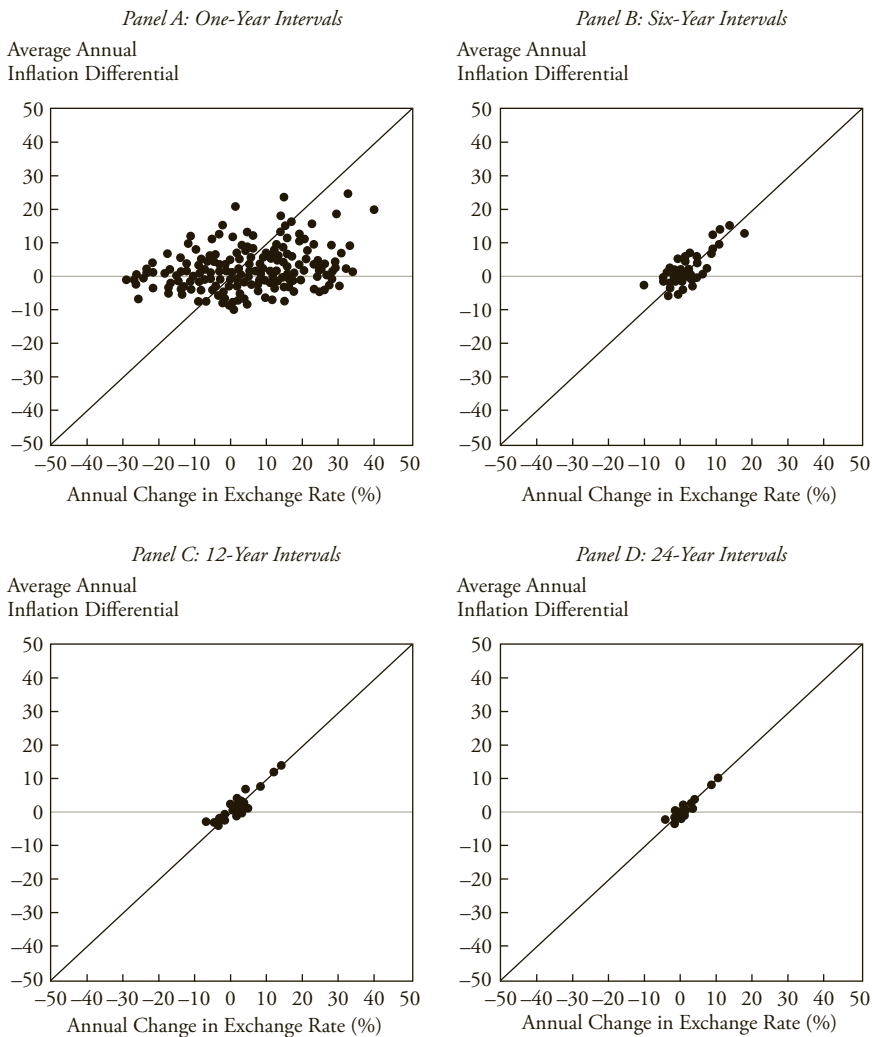 Panel A: One-Year Intervals
Average Annual
Inflation Differential
50
40
30
20
10
0
–10
–20
–30
–40
–50
–50 –40 –30 –20 –10 0 10 20 30 40 50
Annual Change in Exchange Rate (%)
Panel B: Six-Year Intervals
Average Annual
Inflation Differential
50
40
30
20
10
0
–10
–20
–30
–40
–50
–50 –40 –30 –20 –10 0 10 20 30 40 50
Annual Change in Exchange Rate (%)
Panel C: 12-Year Intervals
Average Annual
Inflation Differential
50
40
30
20
10
0
–10
–20
–30
–40
–50
–50 –40 –30 –20 –10 0 10 20 30 40 50
Annual Change in Exchange Rate (%)
Panel D: 24-Year Intervals
Average Annual
Inflation Differential
50
40
30
20
10
0
–10
–20
–30
–40
–50
–50 –40 –30 –20 –10 0 10 20 30 40 50
Annual Change in Exchange Rate (%)